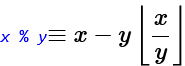 x % y≡ x − y⌊x/y⌋